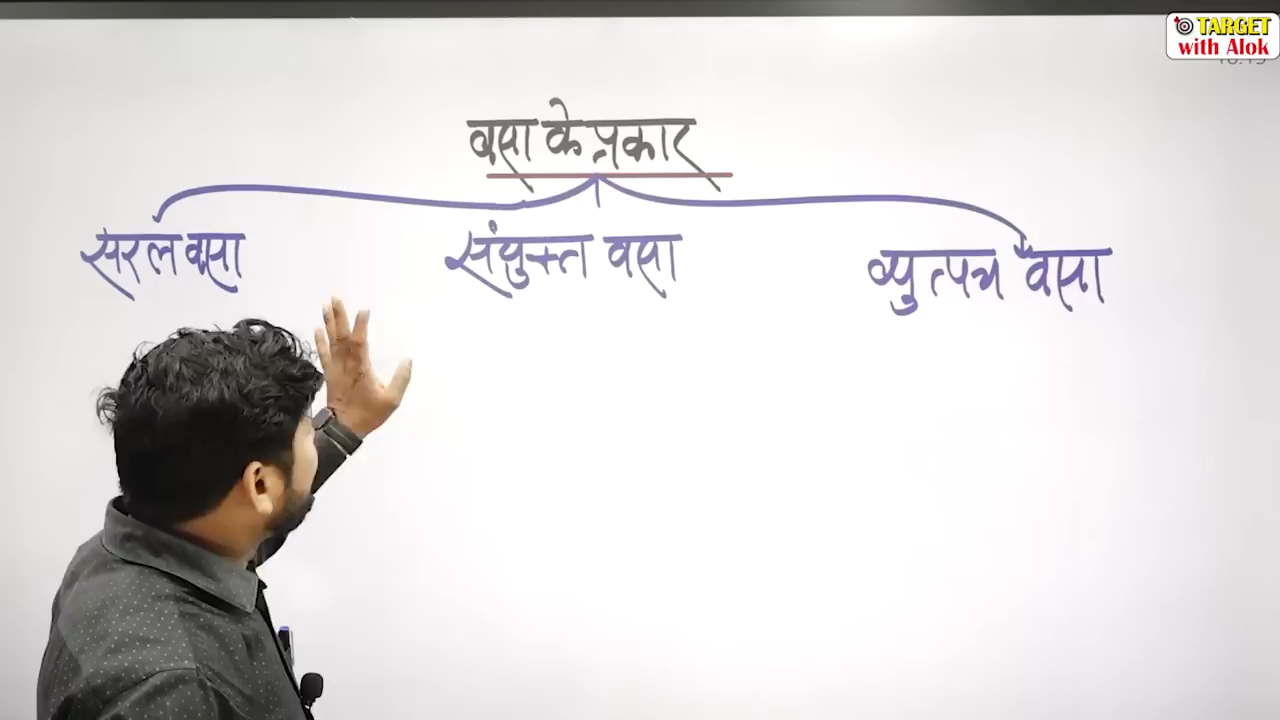 TARGET
with Alok
वसा के प्रकार
सरल वसा
संयुक्त वसा
व्युत्पन्न वसा